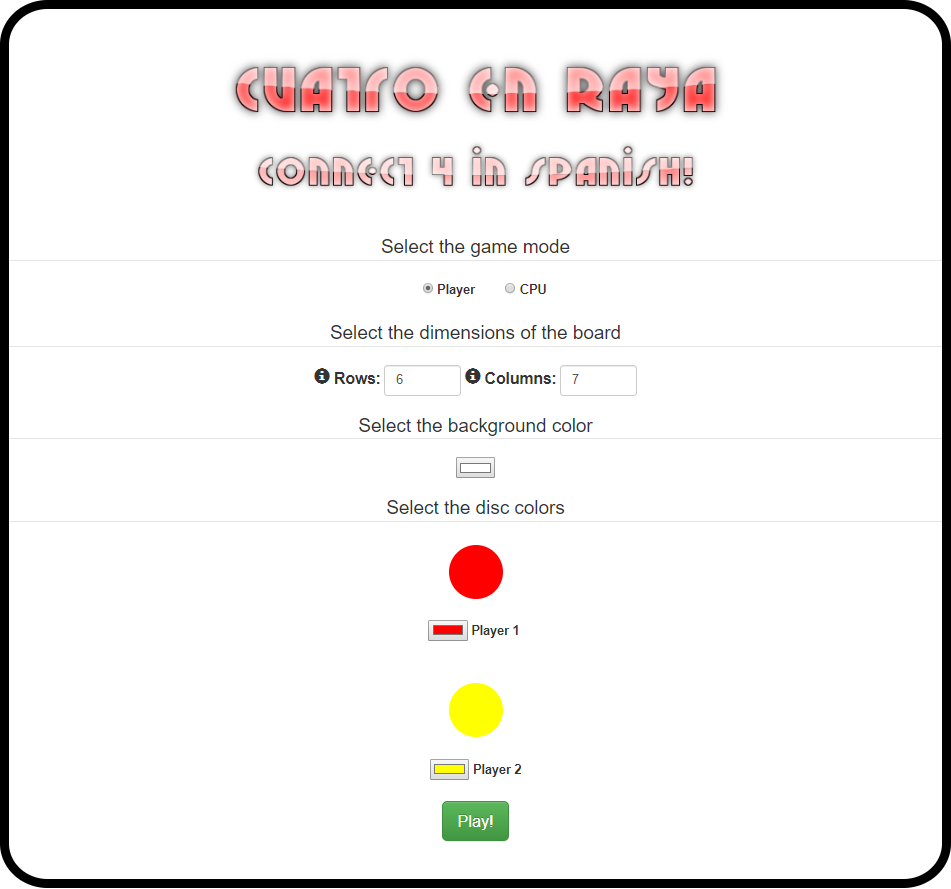 CUATRO EN RAYA
CONNECT 4 IN SPANISH!
Select the game mode
Player CPU
Select the dimensions of the board
Rows: 6 Columns: 7
Select the background color
Select the disc colors
Player 1
Player 2
Play!